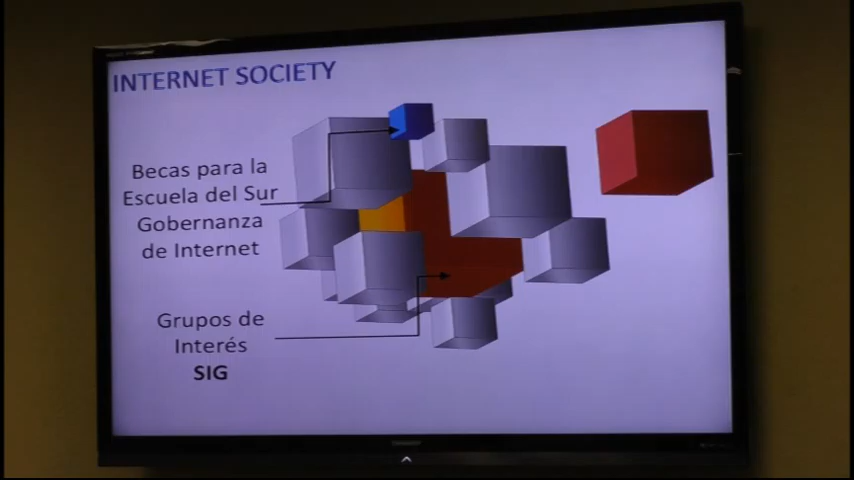 INTERNET SOCIETY
Becas para la
Escuela del Sur
Gobernanza
de Internet
Grupos de
Interés
SIG